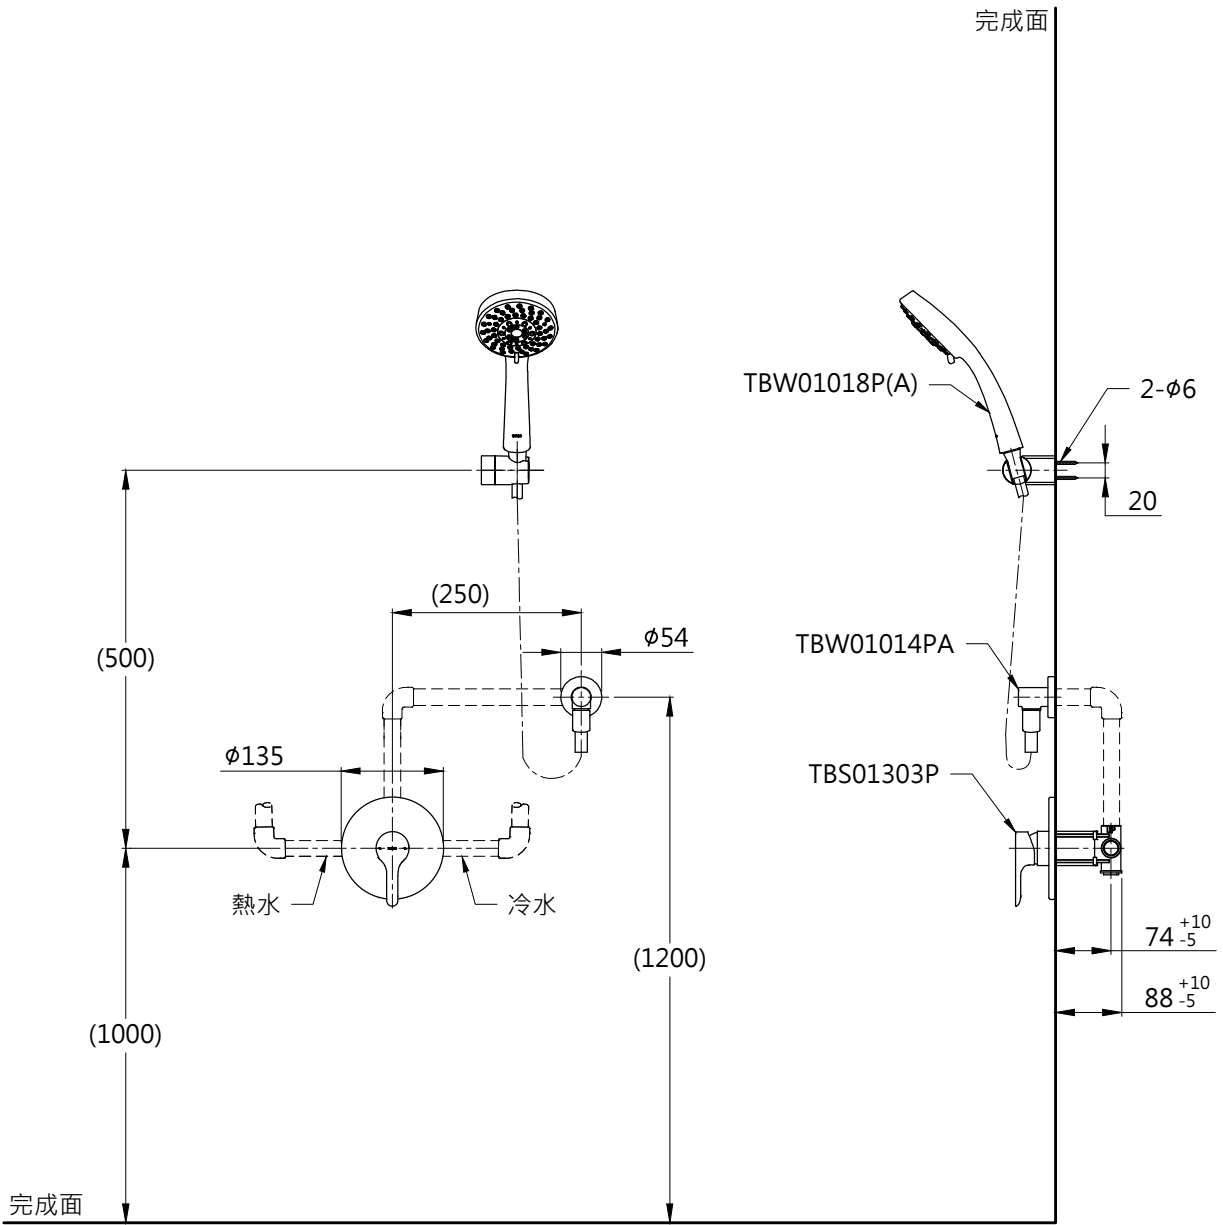 完成面
TBW01018P(A)
2-φ6
20
(250)
φ54
(500)
TBW01014PA
φ135
TBS01303P
熱水
冷水
74 +10 -5
(1200)
88 +10 -5
(1000)
完成面